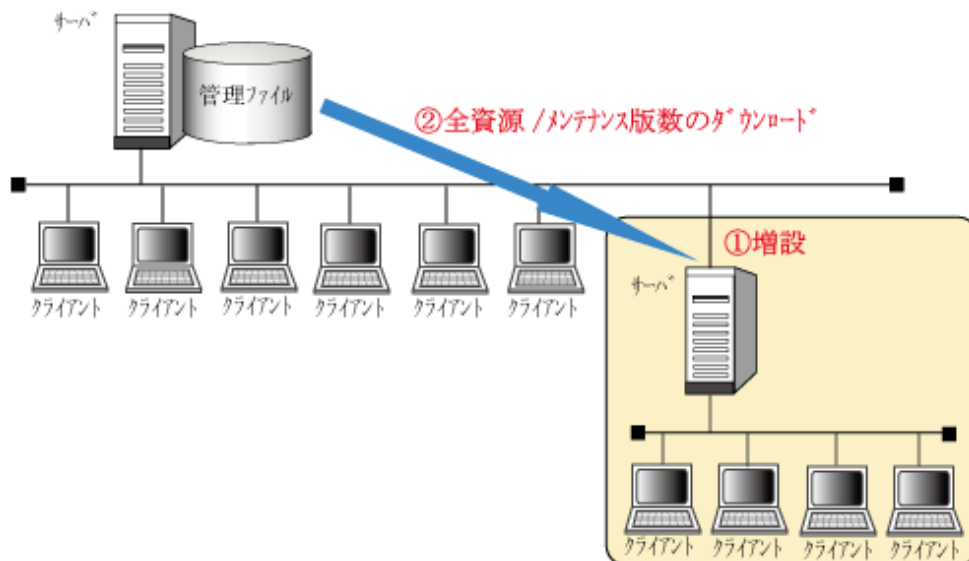 サーバ
管理ファイル
②全資源/メンテナンス版数のダウンロード
クライアント
クライアント
クライアント
クライアント
クライアント
クライアント
①増設
サーバ
クライアント
クライアント
クライアント
クライアント